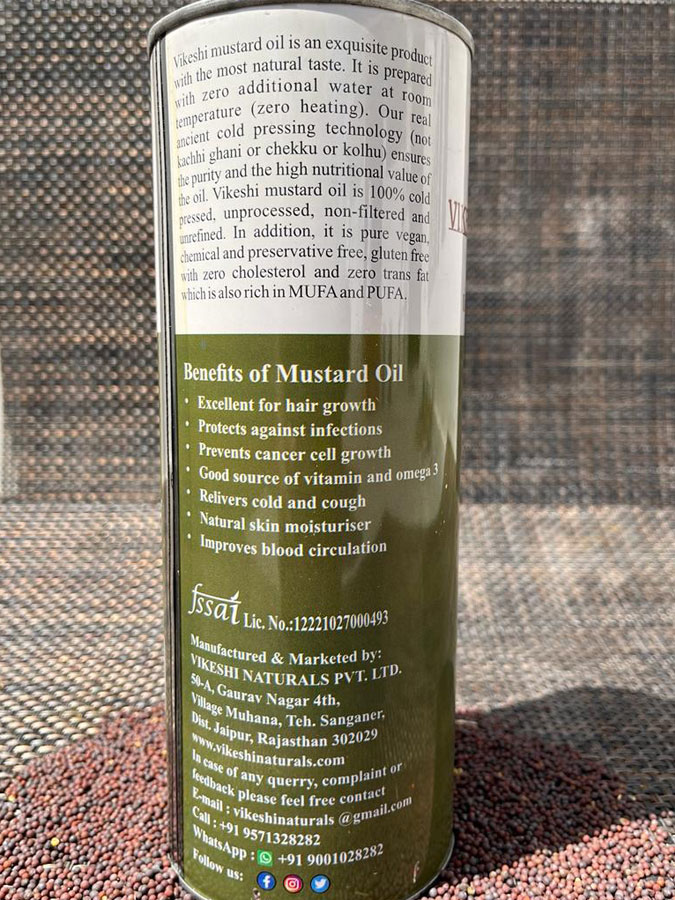 Vikeshi mustard oil is an exquisite product
with the most natural taste. It is prepared
with zero additional water at room
temperature (zero heating). Our real
ancient cold pressing technology (not
kachhi ghani or chekku or kolhu) ensures
the purity and the high nutritional value of
the oil. Vikeshi mustard oil is 100% cold
pressed, unprocessed, non-filtered and
unrefined. In addition, it is pure vegan,
chemical and preservative free, gluten free
with zero cholesterol and zero trans fat
which is also rich in MUFA and PUFA.
VIK
Benefits of Mustard Oil
• Excellent for hair growth
• Protects against infections
• Prevents cancer cell growth
• Good source of vitamin and omega 3
• Relivers cold and cough
• Natural skin moisturiser
• Improves blood circulation
fssai Lic. No.:12221027000493
Manufactured & Marketed by:
VIKESHI NATURALS PVT. LTD.
50-A, Gaurav Nagar 4th,
Village Muhana, Teh. Sanganer,
Dist. Jaipur, Rajasthan 302029
www.vikeshinaturals.com
In case of any querry, complaint or
feedback please feel free contact
E-mail : vikeshinaturals @gmail.com
Call : +91 9571328282
WhatsApp : +91 9001028282
Follow us: